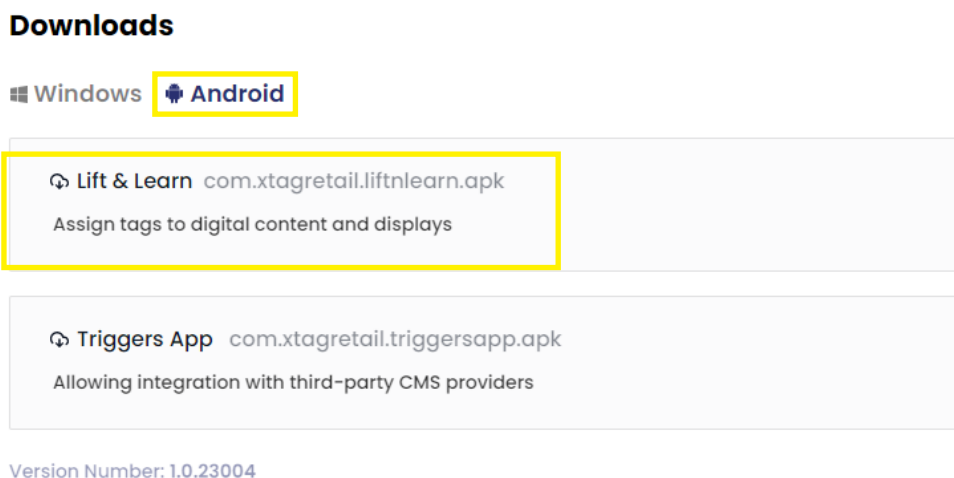 Downloads
Windows Android
Lift & Learn com.xtagretail.liftnlearn.apk
Assign tags to digital content and displays
Triggers App com.xtagretail.triggersapp.apk
Allowing integration with third-party CMS providers
Version Number: 1.0.23004